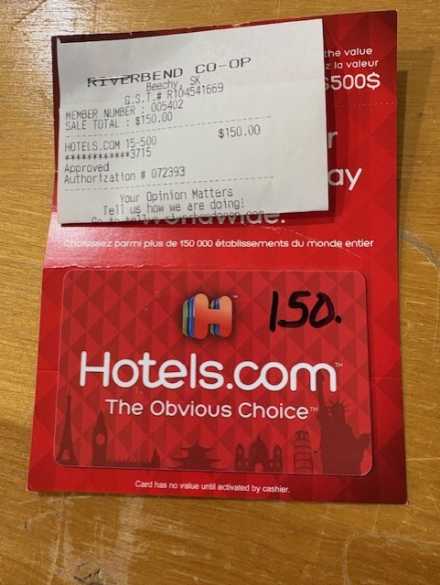 RIVERBEND CO-OP
Beechy, SK
G.S.T.# R104541669
MEMBER NUMBER : 005402
SALE TOTAL : $150.00
HOTELS.COM 15-500 $150.00
************3715
Approved
Authorization # 072393
Your Opinion Matters
Tell us how we are doing!
the value
la valeur
$500$
ay
Choisissez parmi plus de 150 000 établissements du monde entier
H
150.
Hotels.com™
The Obvious Choice™
Card has no value until activated by cashier.